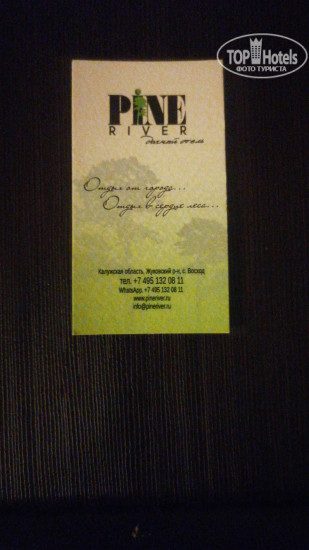 TOP Hotels
ФОТО ТУРИСТА
PINE
RIVER
дачный отель
Отдых от города...
Отдых в сердце леса...
Калужская область, Жуковский р-н, с. Восход
тел. +7 495 132 08 11
WhatsApp, +7 495 132 08 11
www.pineriver.ru
info@pineriver.ru